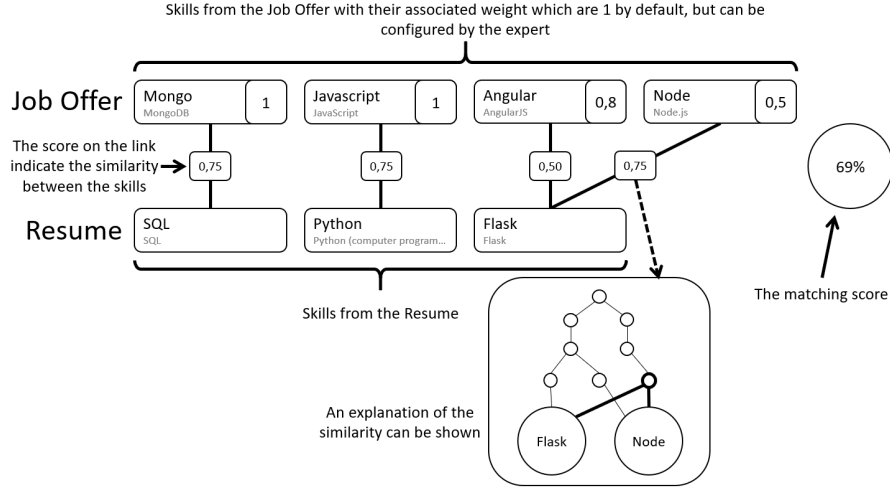 Skills from the Job Offer with their associated weight which are 1 by default, but can be
configured by the expert
Job Offer
Mongo
MongoDB
1
Javascript
JavaScript
1
Angular
AngularJS
0,8
Node
Node.js
0,5
The score on the link
indicate the similarity
between the skills
0,75
0,75
0,50
0,75
69%
Resume
SQL
SQL
Python
Python (computer program...
Flask
Flask
The matching score
Skills from the Resume
An explanation of the
similarity can be shown
Flask
Node